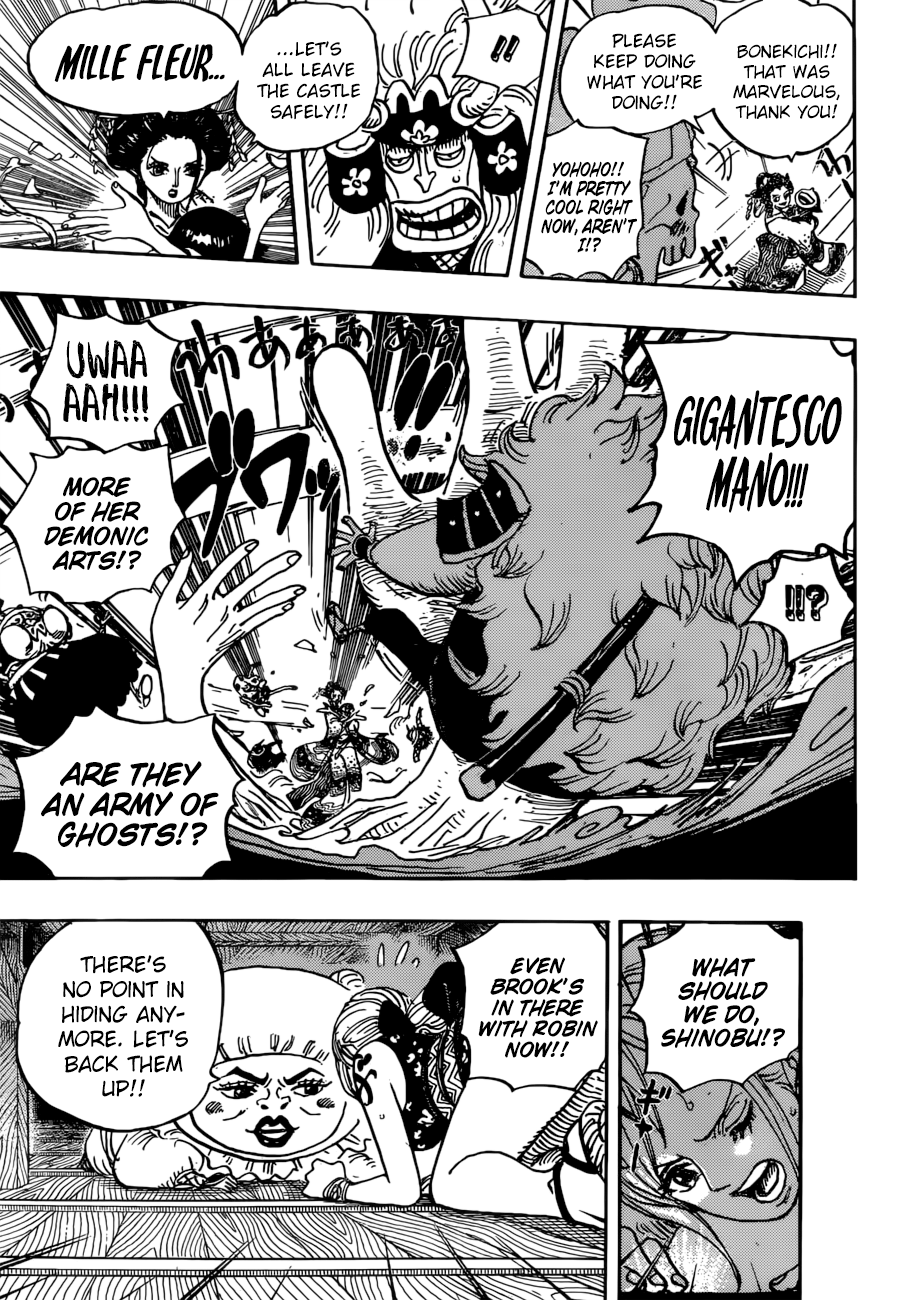 BONEKICHI!!
THAT WAS
MARVELOUS,
THANK YOU!
PLEASE
KEEP DOING
WHAT YOU'RE
DOING!!
YOHOHO!!
I'M PRETTY
COOL RIGHT
NOW, AREN'T
I!?
!!
...LET'S
ALL LEAVE
THE CASTLE
SAFELY!!
MILLE FLEUR...
GIGANTESCO
MANO!!!
!!?
!!
UWAA
AAH!!!
MORE
OF HER
DEMONIC
ARTS!?
ARE THEY
AN ARMY OF
GHOSTS!?
WHAT
SHOULD
WE DO,
SHINOBU!?
EVEN
BROOK'S
IN THERE
WITH ROBIN
NOW!!
THERE'S
NO POINT IN
HIDING ANY-
MORE. LET'S
BACK THEM
UP!!